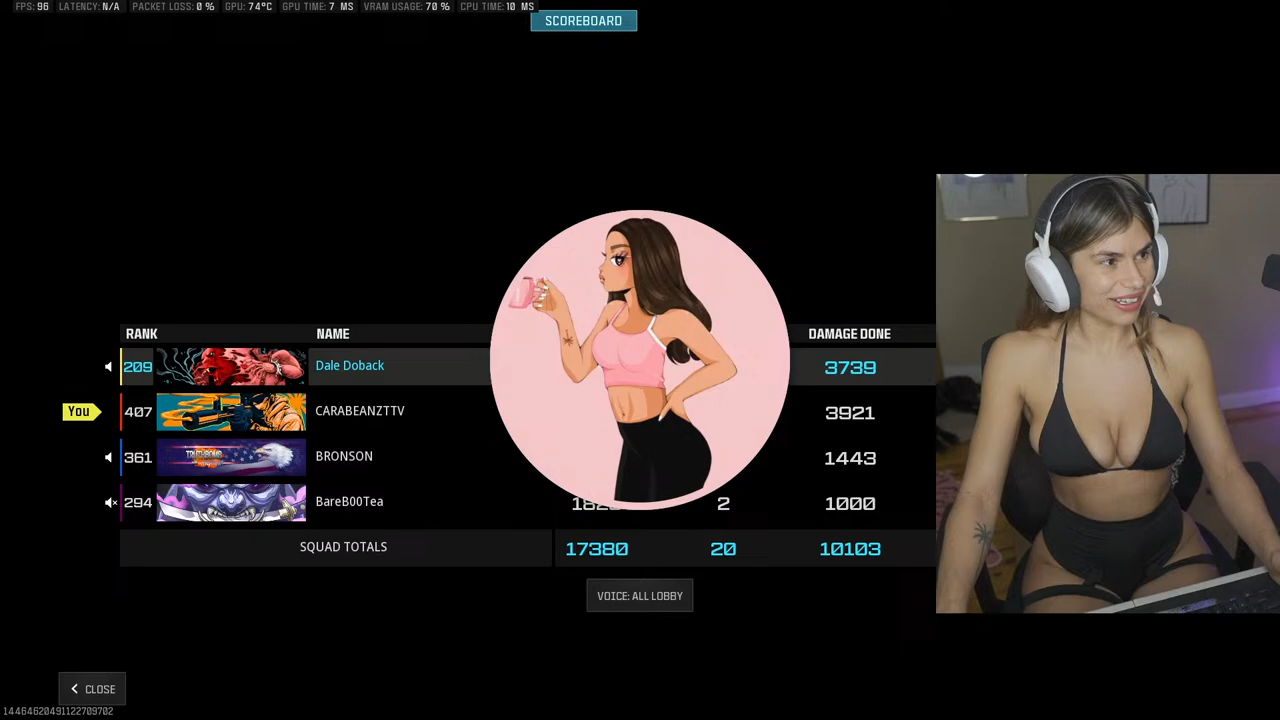 FPS: 96 LATENCY: N/A PACKET LOSS: 0 % GPU: 74°C GPU TIME: 7 MS VRAM USAGE: 70 % CPU TIME: 10 MS
SCOREBOARD
RANK NAME DAMAGE DONE
209 Dale Doback 3739
You 407 CARABEANZTTV 3921
361 TRUTHBOMB BRONSON 1443
294 BareB00Tea 2 1000
SQUAD TOTALS 17380 20 10103
VOICE: ALL LOBBY
CLOSE
14464620491122709702